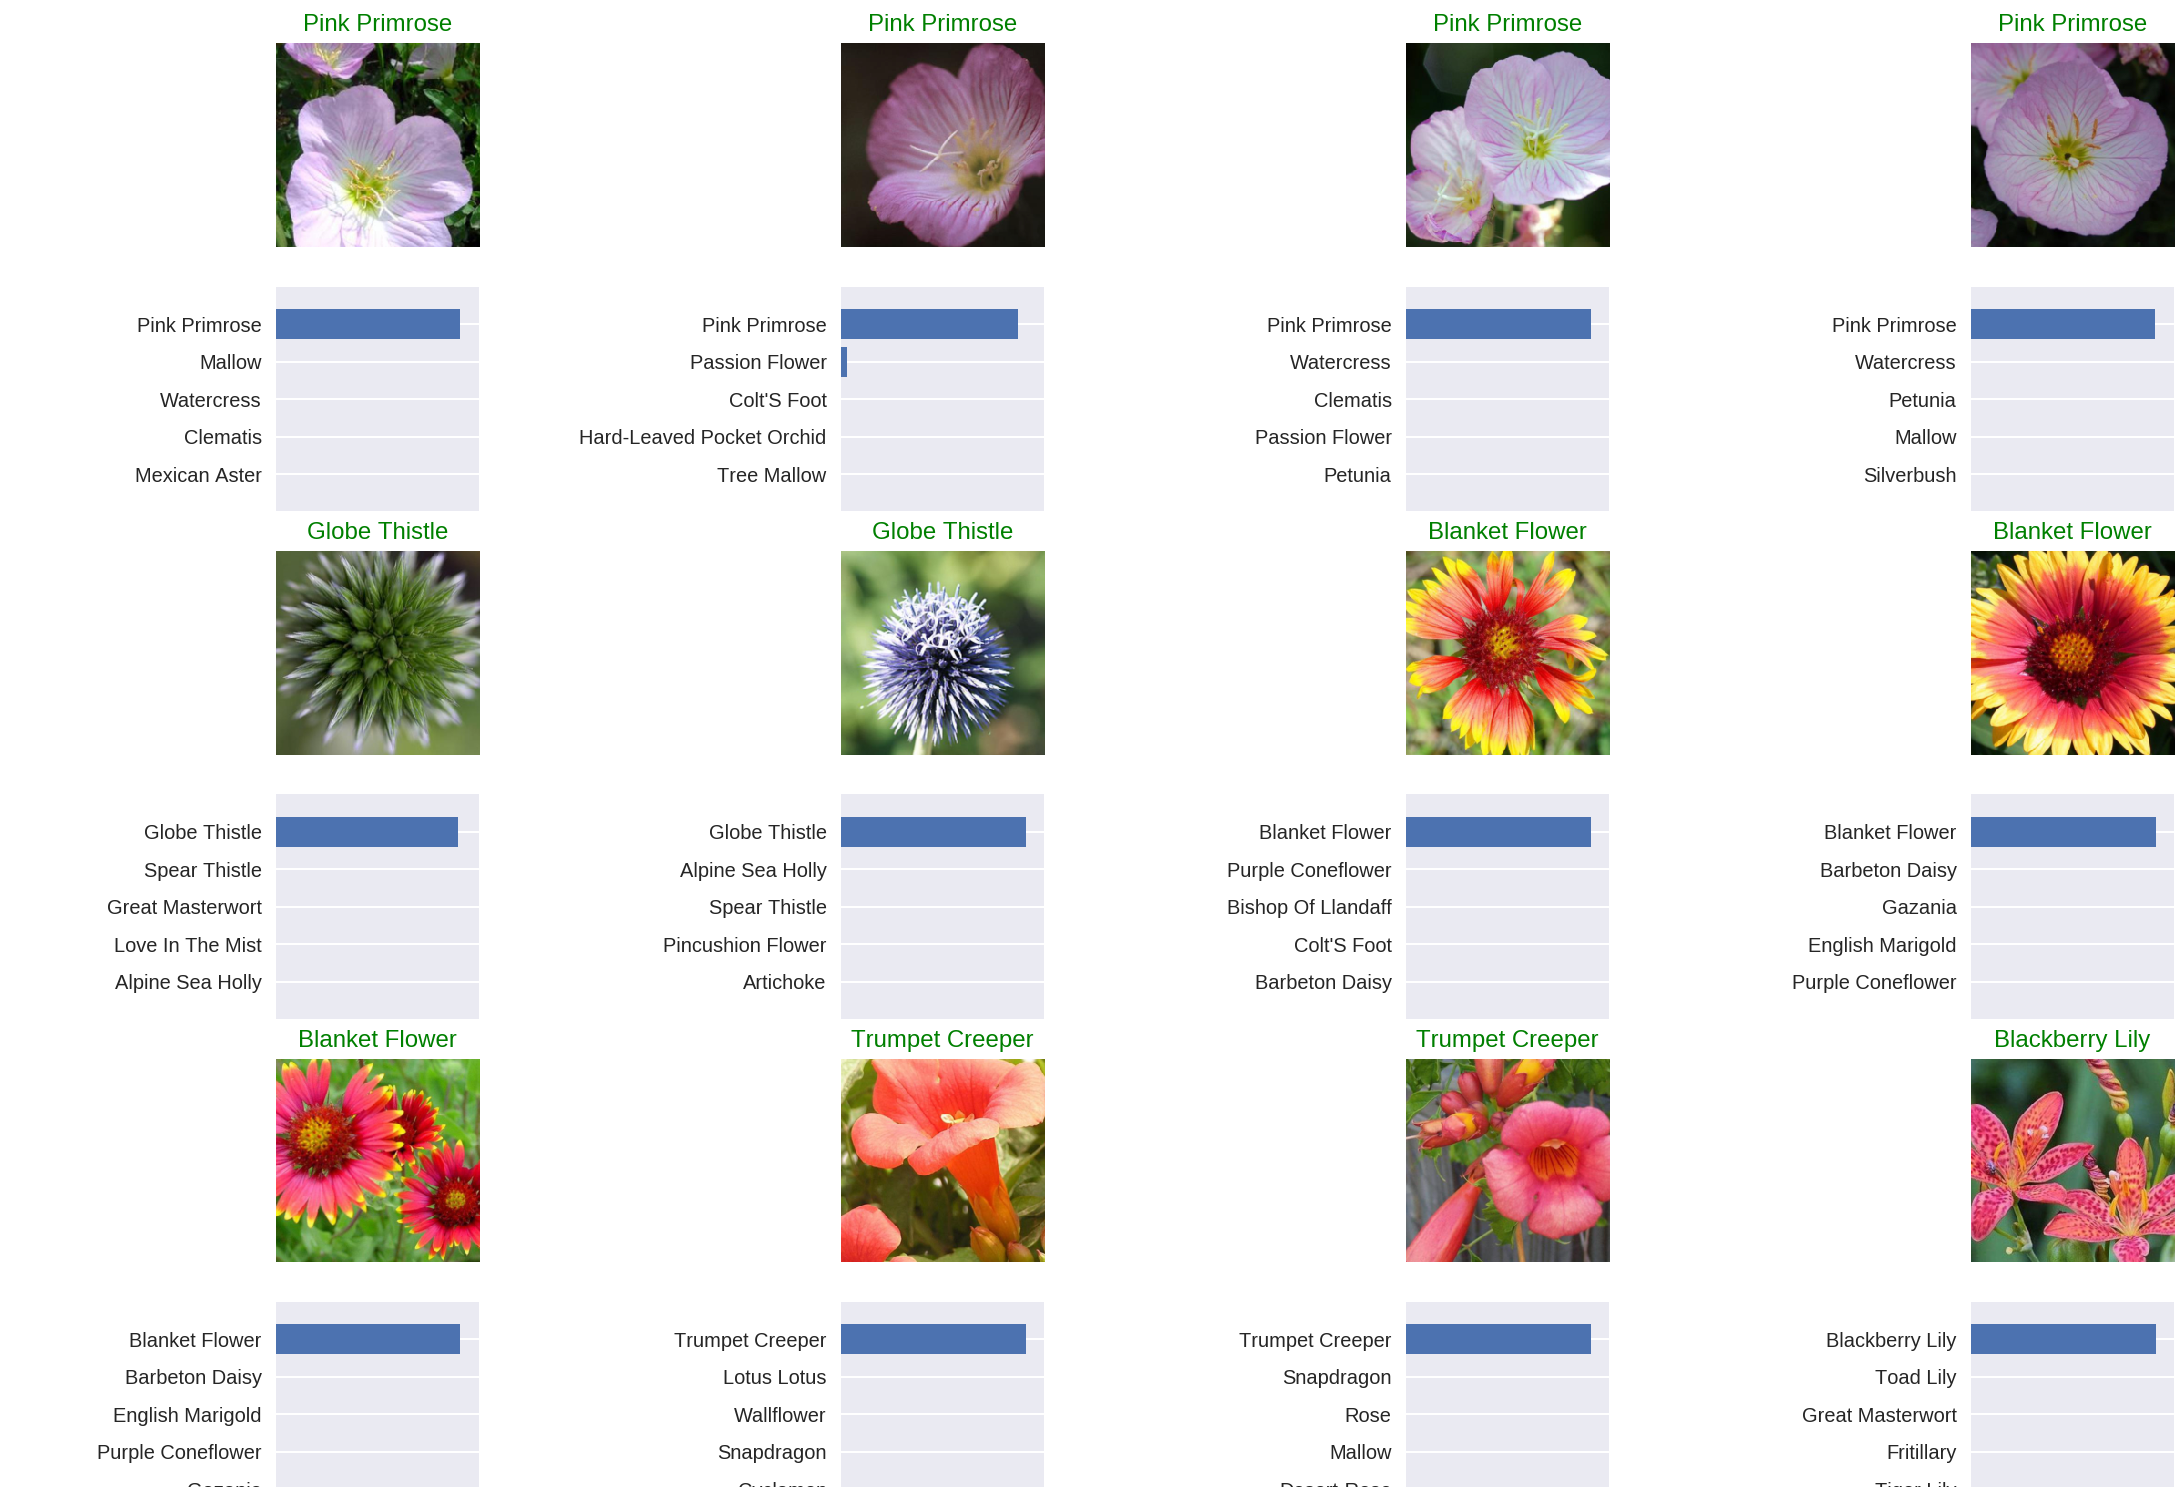 Pink Primrose
Pink Primrose
Pink Primrose
Pink Primrose
Pink Primrose
Mallow
Watercress
Clematis
Mexican Aster
Pink Primrose
Passion Flower
Colt'S Foot
Hard-Leaved Pocket Orchid
Tree Mallow
Pink Primrose
Watercress
Clematis
Passion Flower
Petunia
Pink Primrose
Watercress
Petunia
Mallow
Silverbush
Globe Thistle
Globe Thistle
Blanket Flower
Blanket Flower
Globe Thistle
Spear Thistle
Great Masterwort
Love In The Mist
Alpine Sea Holly
Globe Thistle
Alpine Sea Holly
Spear Thistle
Pincushion Flower
Artichoke
Blanket Flower
Purple Coneflower
Bishop Of Llandaff
Colt'S Foot
Barbeton Daisy
Blanket Flower
Barbeton Daisy
Gazania
English Marigold
Purple Coneflower
Blanket Flower
Trumpet Creeper
Trumpet Creeper
Blackberry Lily
Blanket Flower
Barbeton Daisy
English Marigold
Purple Coneflower
Gazania
Trumpet Creeper
Lotus Lotus
Wallflower
Snapdragon
Cyclamen
Trumpet Creeper
Snapdragon
Rose
Mallow
Desert-Rose
Blackberry Lily
Toad Lily
Great Masterwort
Fritillary
Tiger Lily